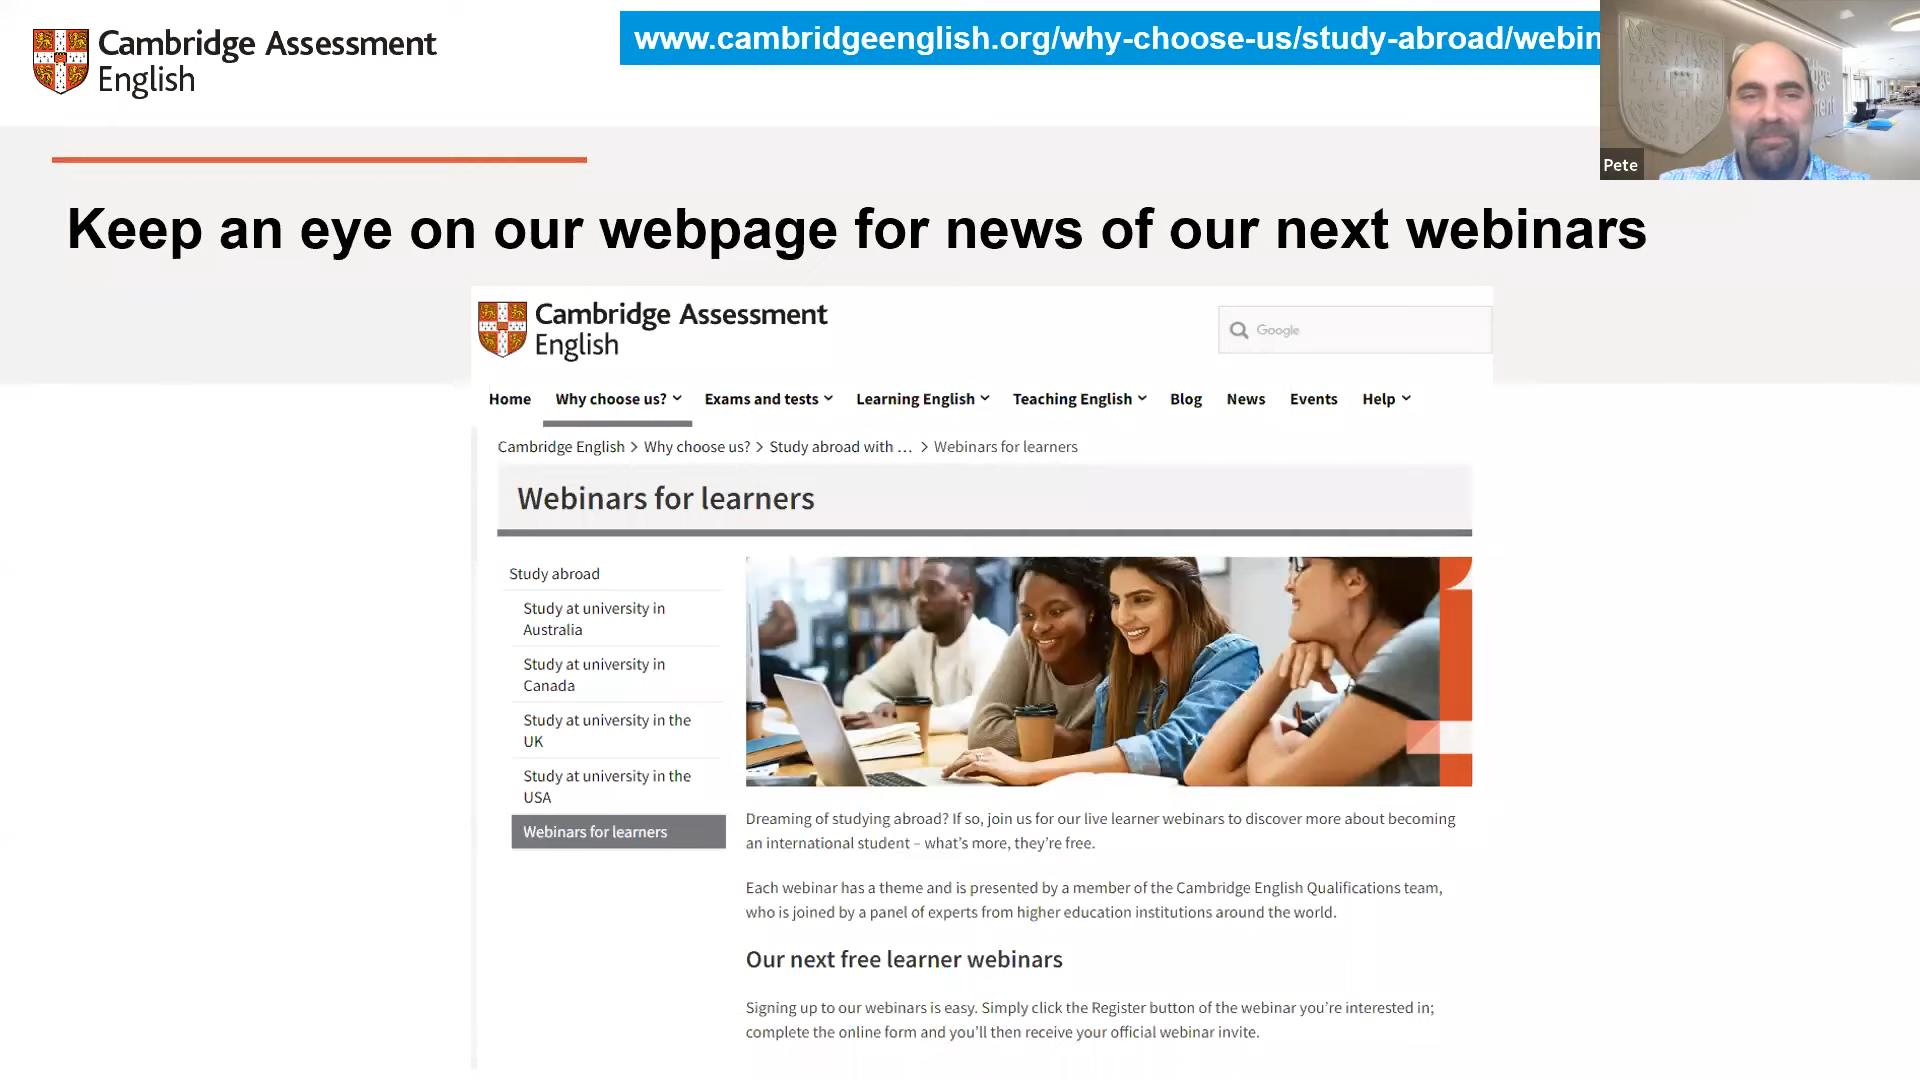 Cambridge Assessment
English
www.cambridgeenglish.org/why-choose-us/study-abroad/webin
Pete
Keep an eye on our webpage for news of our next webinars
Cambridge Assessment
English
Google
Home Why choose us? Exams and tests Learning English Teaching English Blog News Events Help
Cambridge English > Why choose us? > Study abroad with ... > Webinars for learners
Webinars for learners
Study abroad
Study at university in
Australia
Study at university in
Canada
Study at university in the
UK
Study at university in the
USA
Webinars for learners
Dreaming of studying abroad? If so, join us for our live learner webinars to discover more about becoming
an international student – what's more, they're free.
Each webinar has a theme and is presented by a member of the Cambridge English Qualifications team,
who is joined by a panel of experts from higher education institutions around the world.
Our next free learner webinars
Signing up to our webinars is easy. Simply click the Register button of the webinar you're interested in;
complete the online form and you'll then receive your official webinar invite.